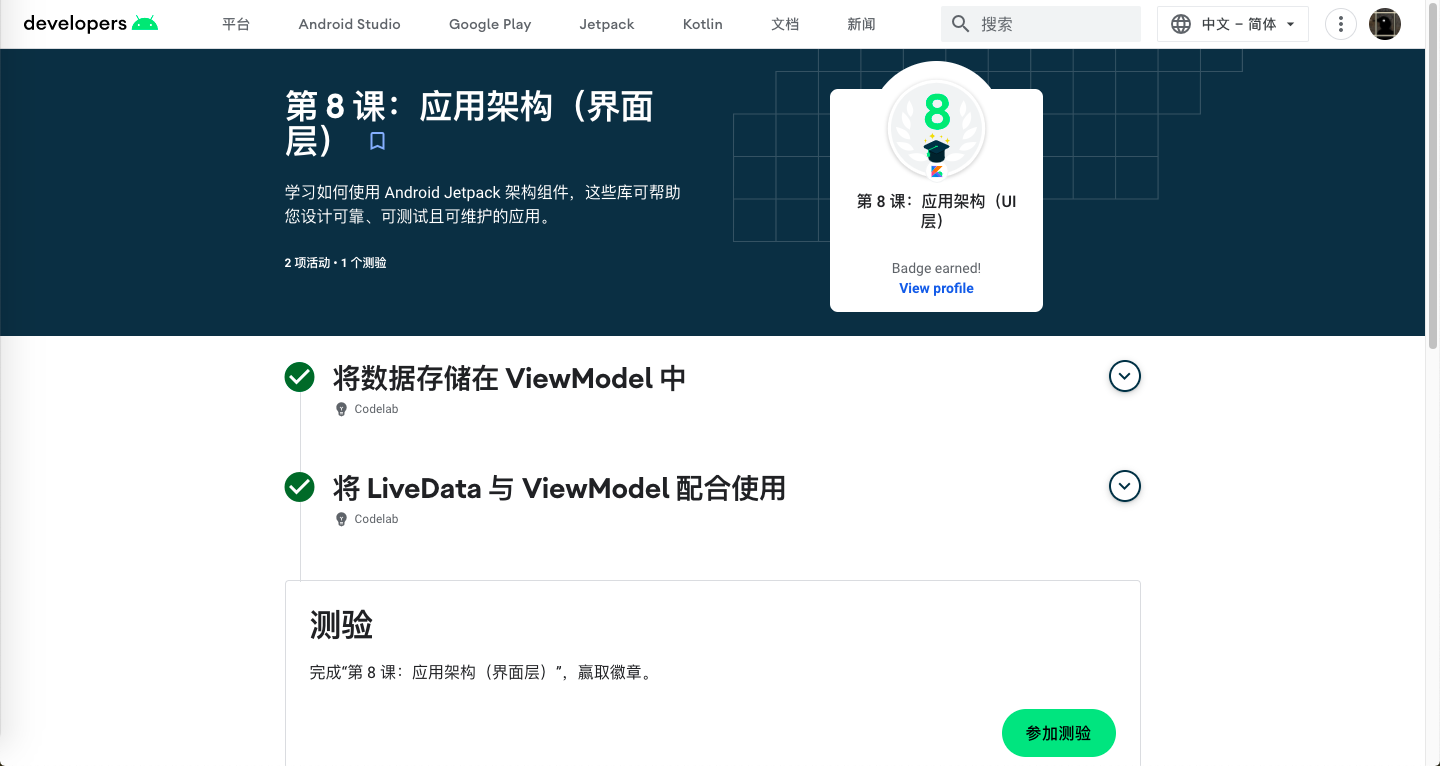 developers
平台
Android Studio
Google Play
Jetpack
Kotlin
文档
新闻
搜索
中文 – 简体
第 8 课：应用架构（界面
层）
学习如何使用 Android Jetpack 架构组件，这些库可帮助
您设计可靠、可测试且可维护的应用。
2 项活动 • 1 个测验
8
第 8 课：应用架构（UI
层）
Badge earned!
View profile
将数据存储在 ViewModel 中
Codelab
将 LiveData 与 ViewModel 配合使用
Codelab
测验
完成“第 8 课：应用架构（界面层）”，赢取徽章。
参加测验